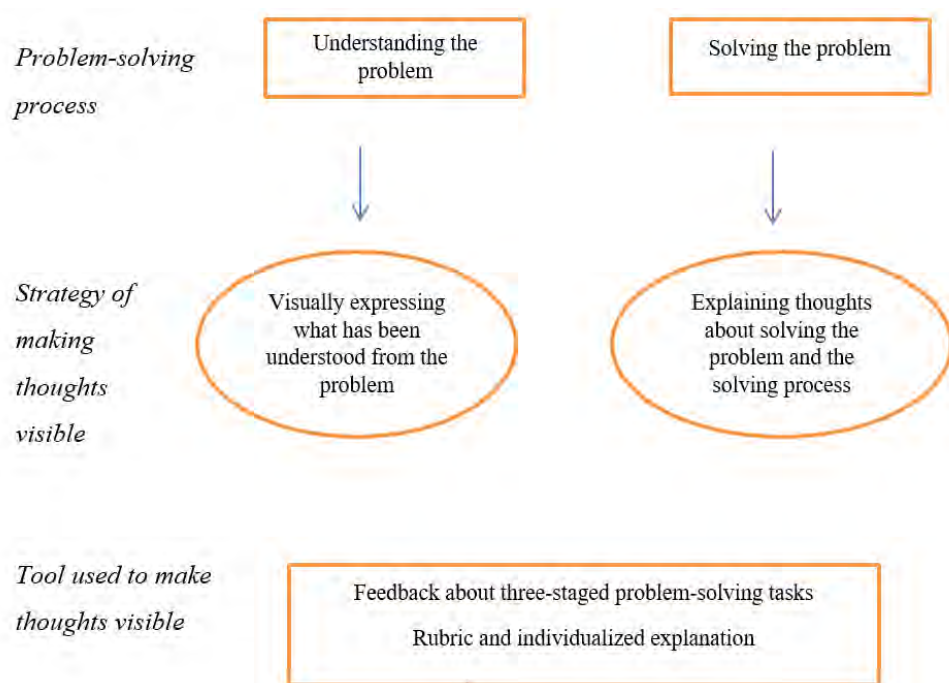 Problem-solving
process
Understanding the
problem
Solving the problem
Strategy of
making
thoughts
visible
Visually expressing
what has been
understood from the
problem
Explaining thoughts
about solving the
problem and the
solving process
Tool used to make
thoughts visible
Feedback about three-staged problem-solving tasks
Rubric and individualized explanation